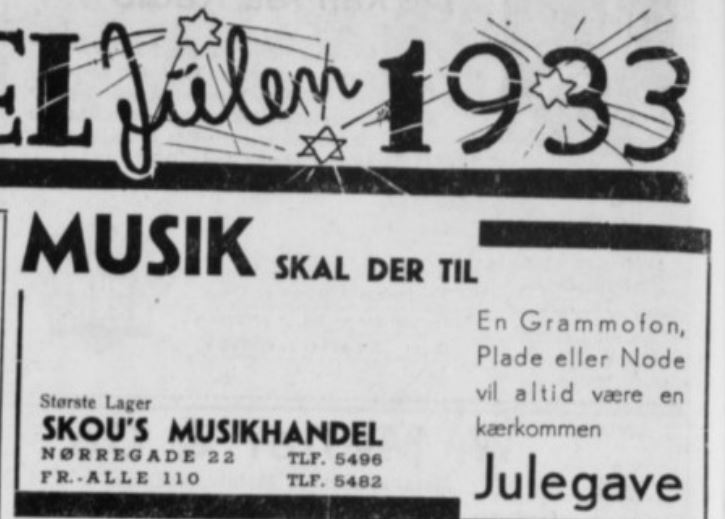 EL Julen 1933
MUSIK SKAL DER TIL
En Grammofon,
Plade eller Node
vil altid være en
kærkommen
Julegave
Største Lager
SKOU'S MUSIKHANDEL
NØRREGADE 22 TLF. 5496
FR.-ALLE 110 TLF. 5482